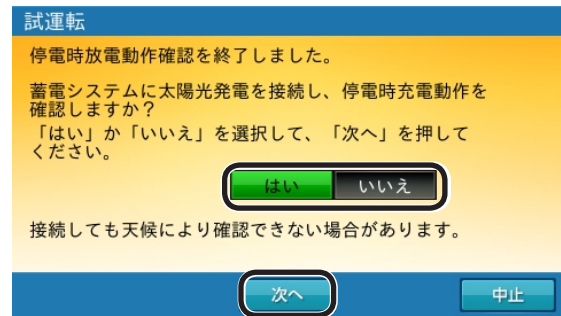 試運転
停電時放電動作確認を終了しました。
蓄電システムに太陽光発電を接続し、停電時充電動作を
確認しますか？
「はい」か「いいえ」を選択して、「次へ」を押して
ください。
はい いいえ
接続しても天候により確認できない場合があります。
次へ 中止